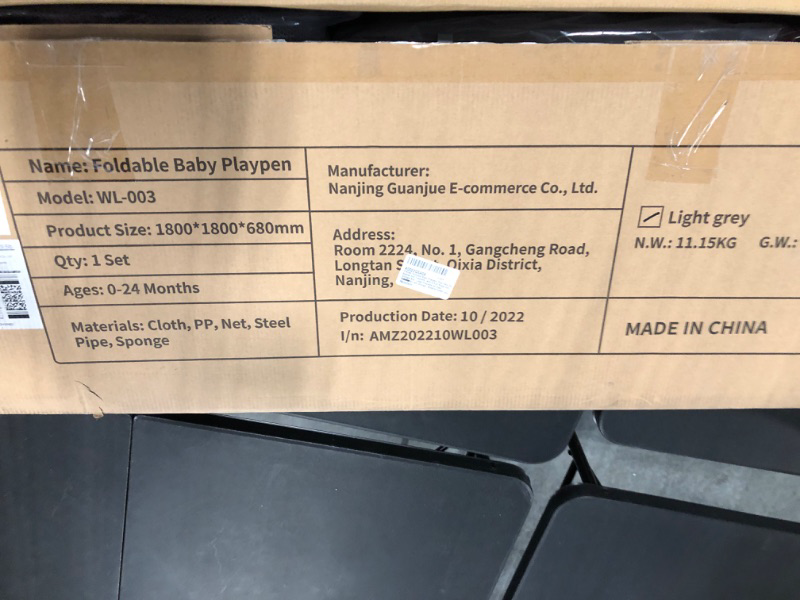 Name: Foldable Baby Playpen
Model: WL-003
Product Size: 1800*1800*680mm
Qty: 1 Set
Ages: 0-24 Months
Materials: Cloth, PP, Net, Steel
Pipe, Sponge
Manufacturer:
Nanjing Guanjue E-commerce Co., Ltd.
Address:
Room 2224, No. 1, Gangcheng Road,
Longtan Qixia District,
Nanjing,
Production Date: 10 / 2022
I/n: AMZ202210WL003
Light grey
N.W.: 11.15KG G.W.:
MADE IN CHINA